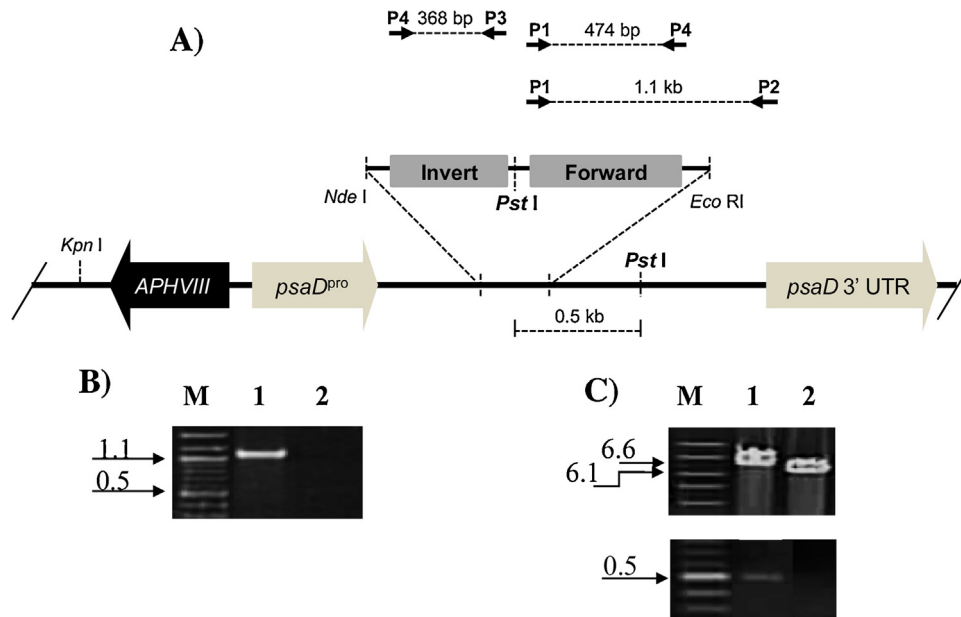 A)
P4 368 bp P3
P1 474 bp P4
P1 1.1 kb P2
Invert Forward
Nde I Pst I Eco RI
Kpn I Pst I
APHVIII psaDpro psaD 3' UTR
0.5 kb
B)
M 1 2
1.1
0.5
C)
M 1 2
6.6
6.1
0.5